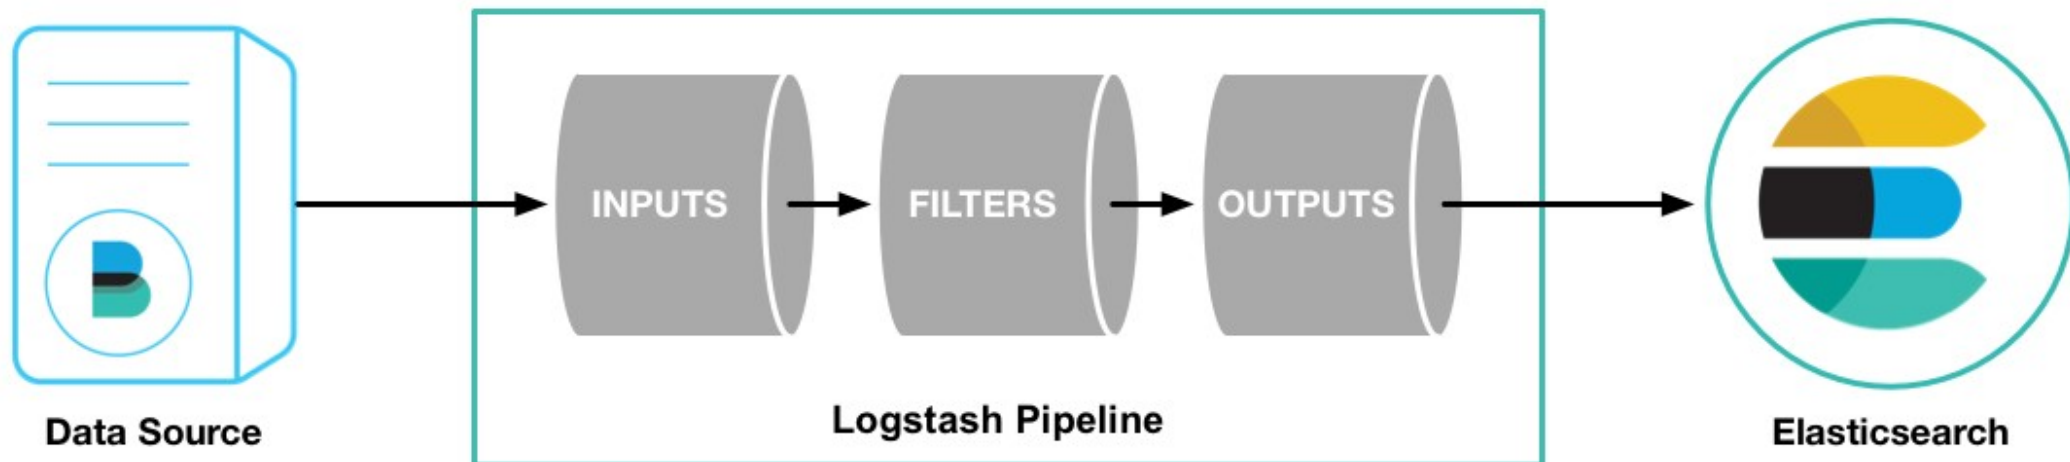 INPUTS
FILTERS
OUTPUTS
Data Source
Logstash Pipeline
Elasticsearch